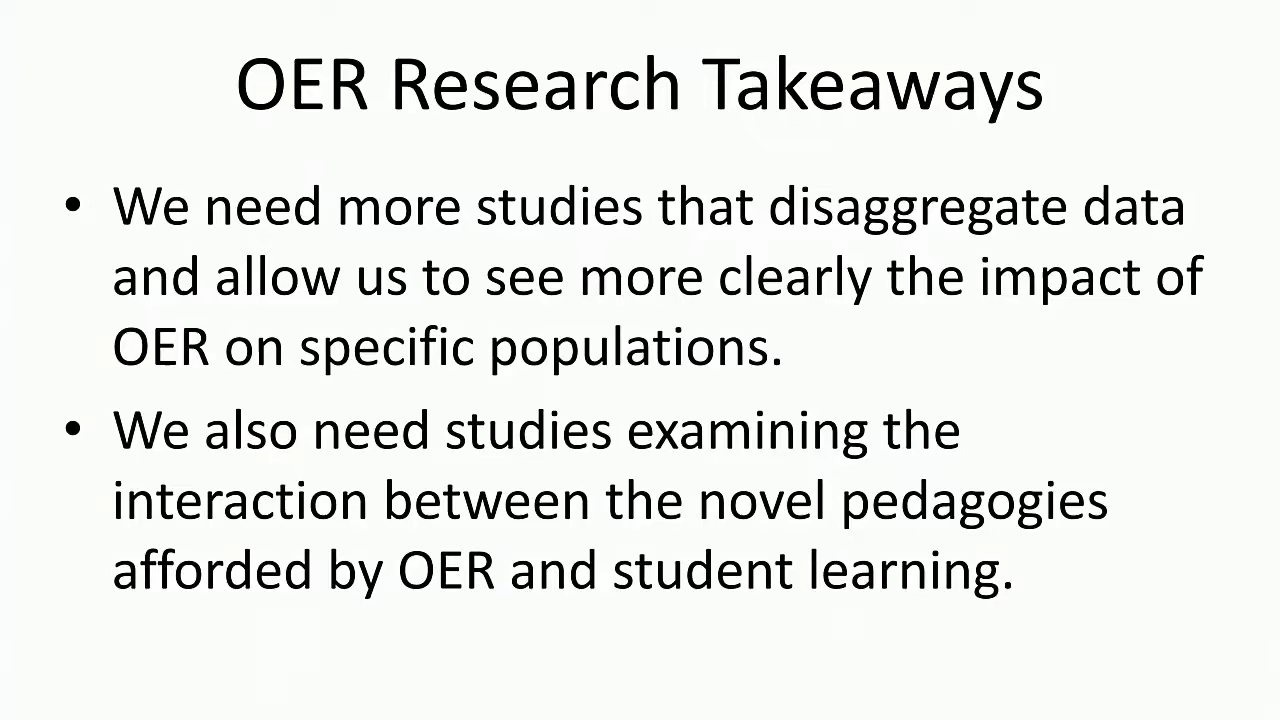 OER Research Takeaways
• We need more studies that disaggregate data
and allow us to see more clearly the impact of
OER on specific populations.
• We also need studies examining the
interaction between the novel pedagogies
afforded by OER and student learning.